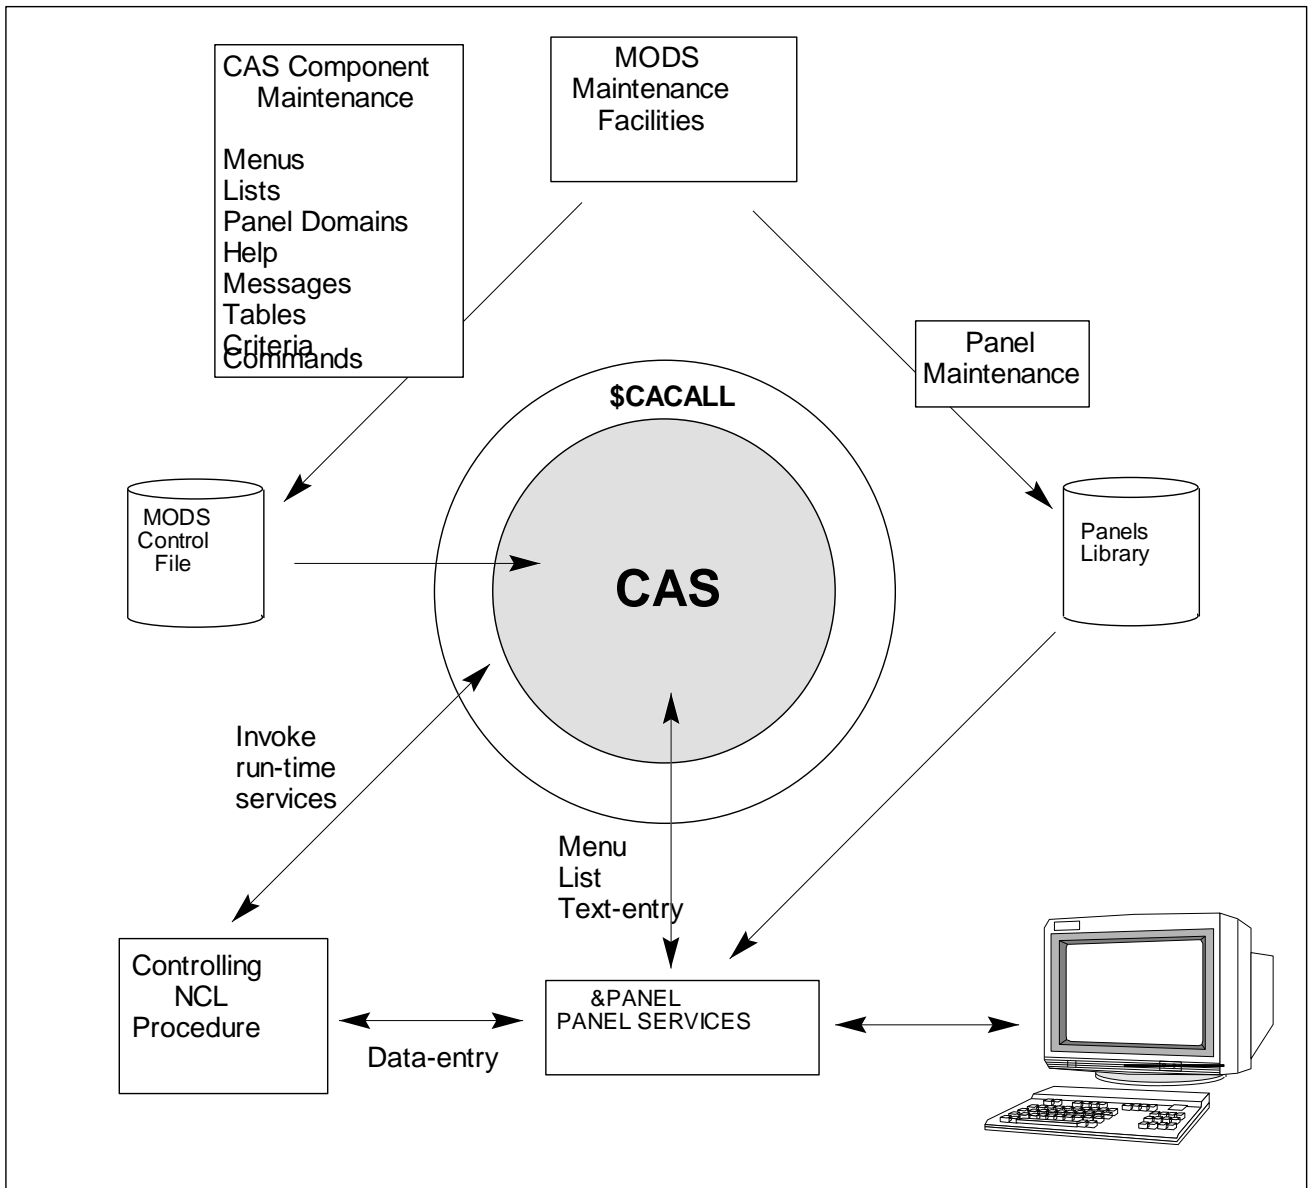 CAS Component
Maintenance
Menus
Lists
Panel Domains
Help
Messages
Tables
Criteria
Commands
MODS
Maintenance
Facilities
Panel
Maintenance
$CACALL
MODS
Control
File
CAS
Panels
Library
Invoke
run-time
services
Menu
List
Text-entry
Controlling
NCL
Procedure
Data-entry
&PANEL
PANEL SERVICES